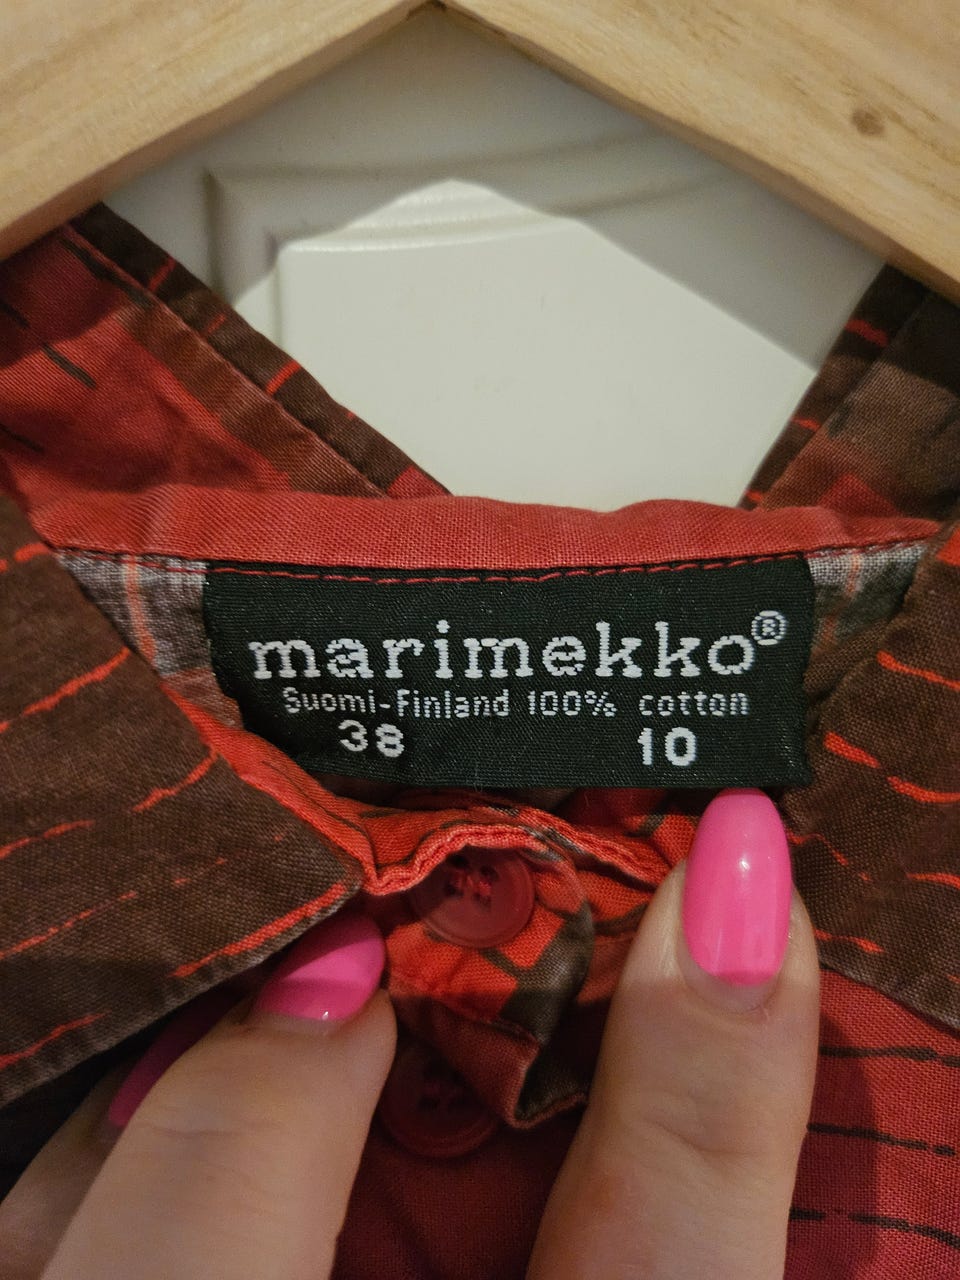 marimekko®
Suomi-Finland 100% cotton
38 10